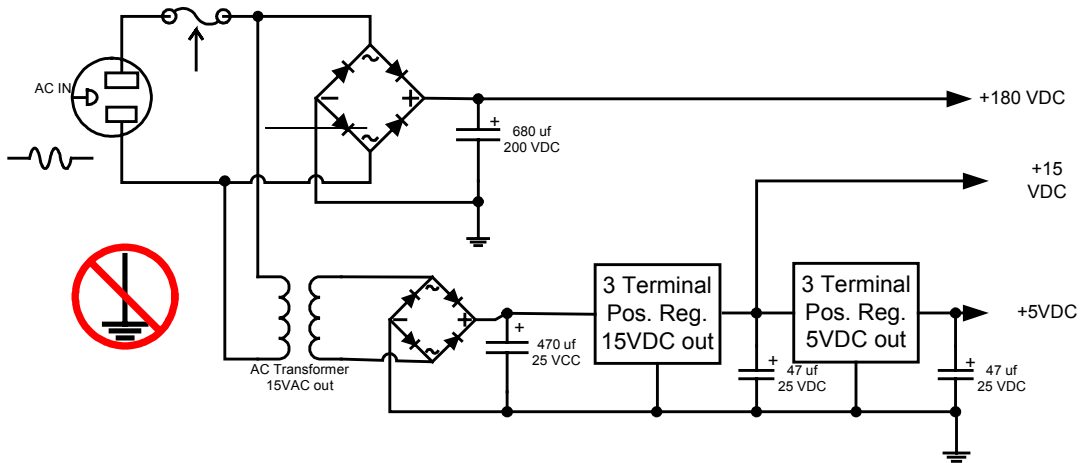 AC IN
680 uf
200 VDC
+180 VDC
+15
VDC
AC Transformer
15VAC out
470 uf
25 VCC
3 Terminal
Pos. Reg.
15VDC out
47 uf
25 VDC
3 Terminal
Pos. Reg.
5VDC out
+5VDC
47 uf
25 VDC